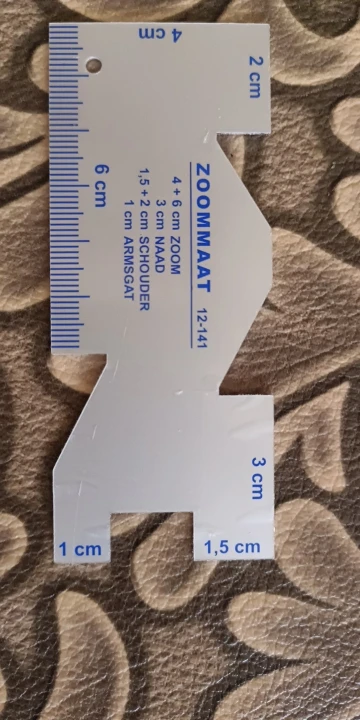 4 cm
2 cm
6 cm
ZOOMMAAT 12-141
4 + 6 cm ZOOM
3 cm NAAD
1,5 + 2 cm SCHOUDER
1 cm ARMSGAT
3 cm
1 cm
1,5 cm